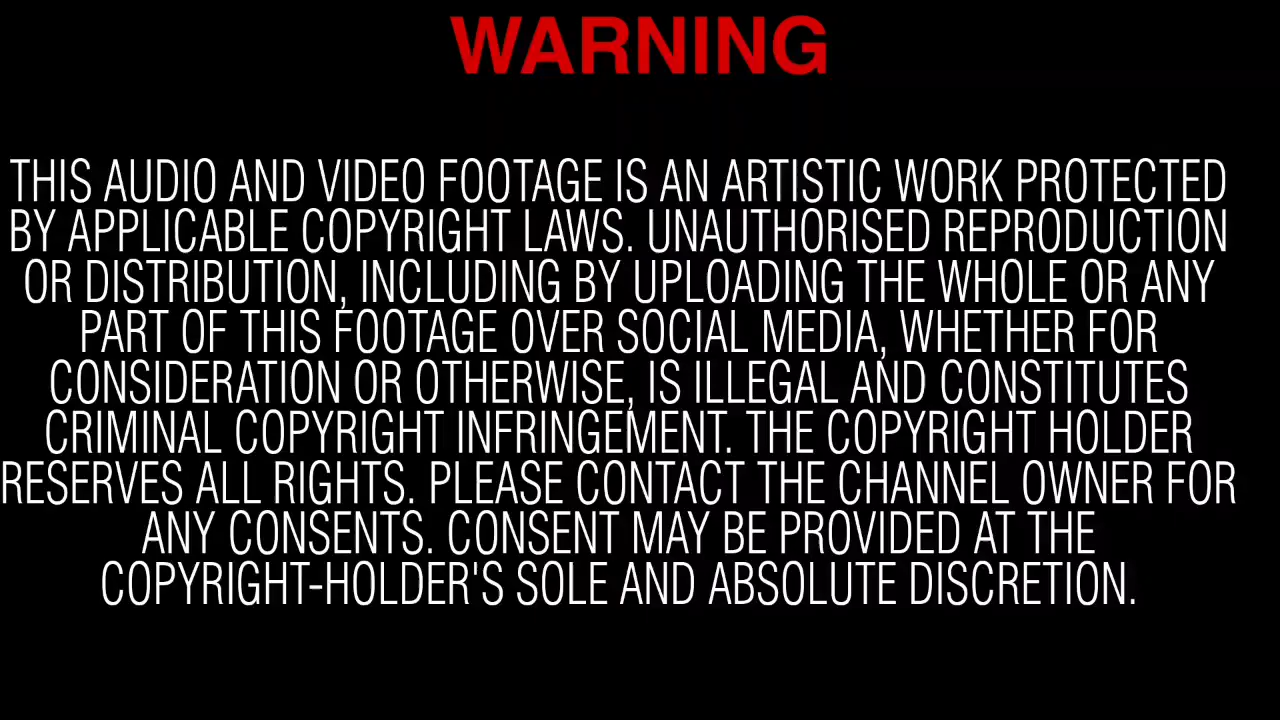 WARNING
THIS AUDIO AND VIDEO FOOTAGE IS AN ARTISTIC WORK PROTECTED
BY APPLICABLE COPYRIGHT LAWS. UNAUTHORISED REPRODUCTION
OR DISTRIBUTION, INCLUDING BY UPLOADING THE WHOLE OR ANY
PART OF THIS FOOTAGE OVER SOCIAL MEDIA, WHETHER FOR
CONSIDERATION OR OTHERWISE, IS ILLEGAL AND CONSTITUTES
CRIMINAL COPYRIGHT INFRINGEMENT. THE COPYRIGHT HOLDER
RESERVES ALL RIGHTS. PLEASE CONTACT THE CHANNEL OWNER FOR
ANY CONSENTS. CONSENT MAY BE PROVIDED AT THE
COPYRIGHT-HOLDER'S SOLE AND ABSOLUTE DISCRETION.